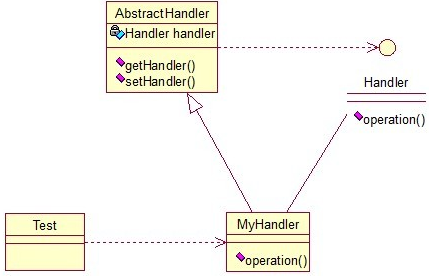 AbstractHandler
Handler handler
getHandler()
setHandler()
Handler
operation()
Test
MyHandler
operation()